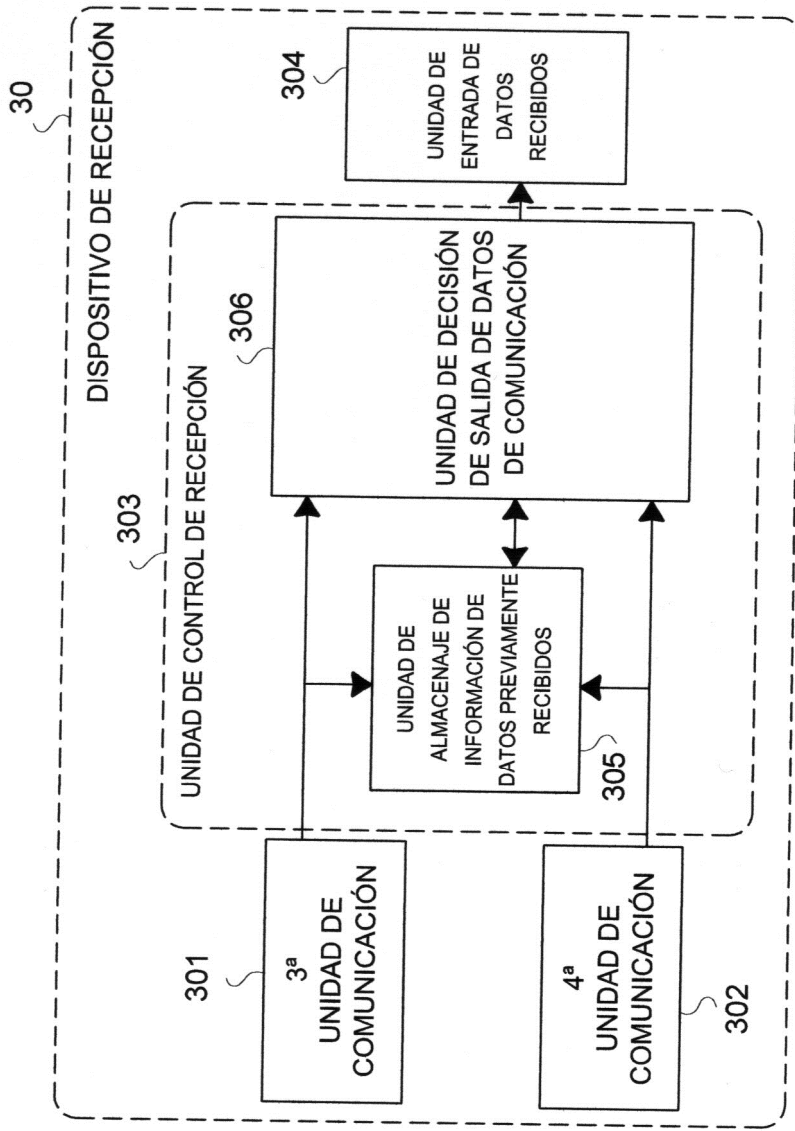 30
DISPOSITIVO DE RECEPCIÓN
303
UNIDAD DE CONTROL DE RECEPCIÓN
301
3ª
UNIDAD DE
COMUNICACIÓN
4ª
UNIDAD DE
COMUNICACIÓN
302
UNIDAD DE
ALMACENAJE DE
INFORMACIÓN DE
DATOS PREVIAMENTE
RECIBIDOS
305
306
UNIDAD DE DECISIÓN
DE SALIDA DE DATOS
DE COMUNICACIÓN
304
UNIDAD DE
ENTRADA DE
DATOS
RECIBIDOS